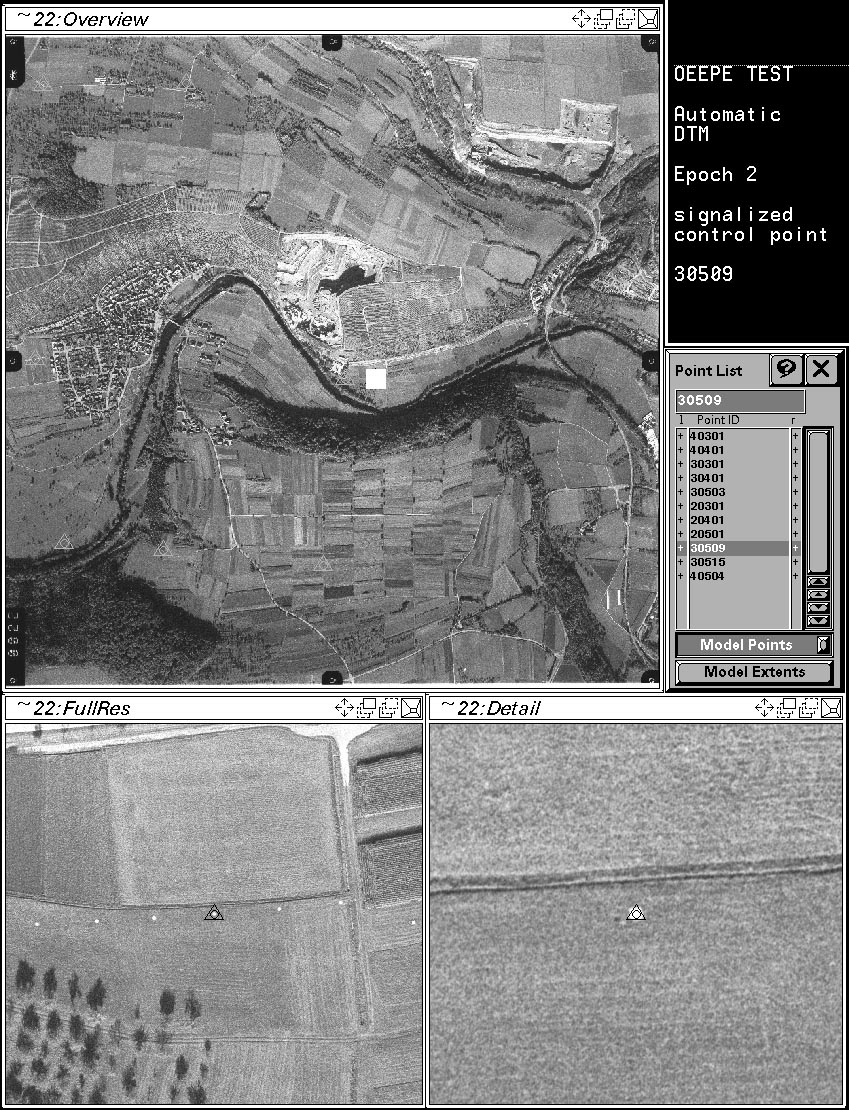 ~22:Overview
OEEPE TEST
Automatic
DTM
Epoch 2
signalized
control point
30509
Point List
30509
1 Point ID r
+ 40301 +
+ 40401 +
+ 30301 +
+ 30401 +
+ 30503 +
+ 20301 +
+ 20401 +
+ 20501 +
+ 30509 +
+ 30515 +
+ 40504 +
Model Points
Model Extents
~22:FullRes
~22:Detail